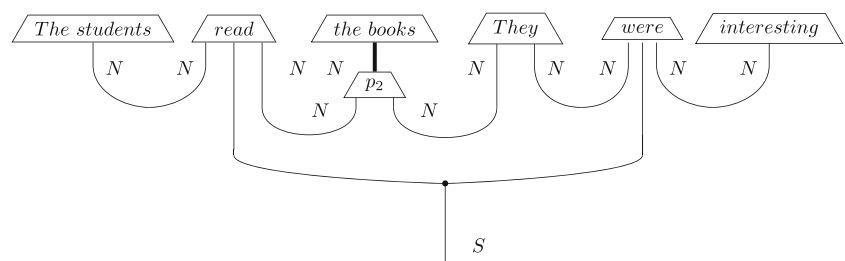 The students read the books They were interesting
N N N N N N N N N
p₂
N N
S